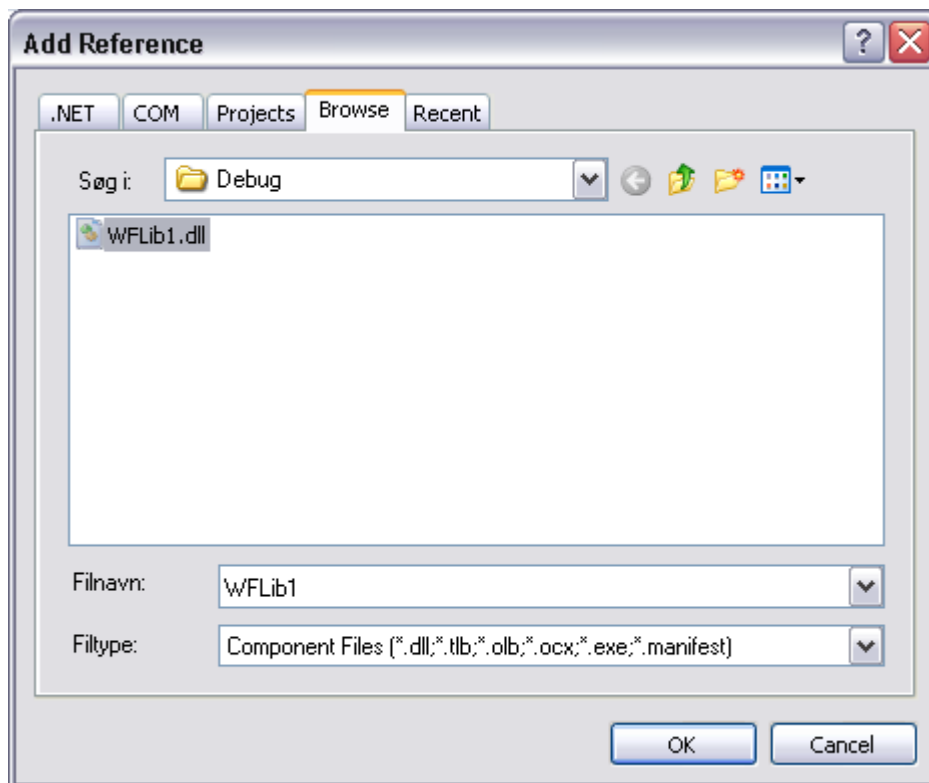 Add Reference
.NET COM Projects Browse Recent
Søg i: Debug
WFLib1.dll
Filnavn: WFLib1
Filtype: Component Files (*.dll;*.tlb;*.olb;*.ocx;*.exe;*.manifest)
OK Cancel